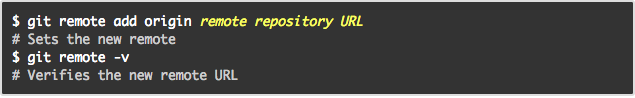 $ git remote add origin remote repository URL
# Sets the new remote
$ git remote -v
# Verifies the new remote URL